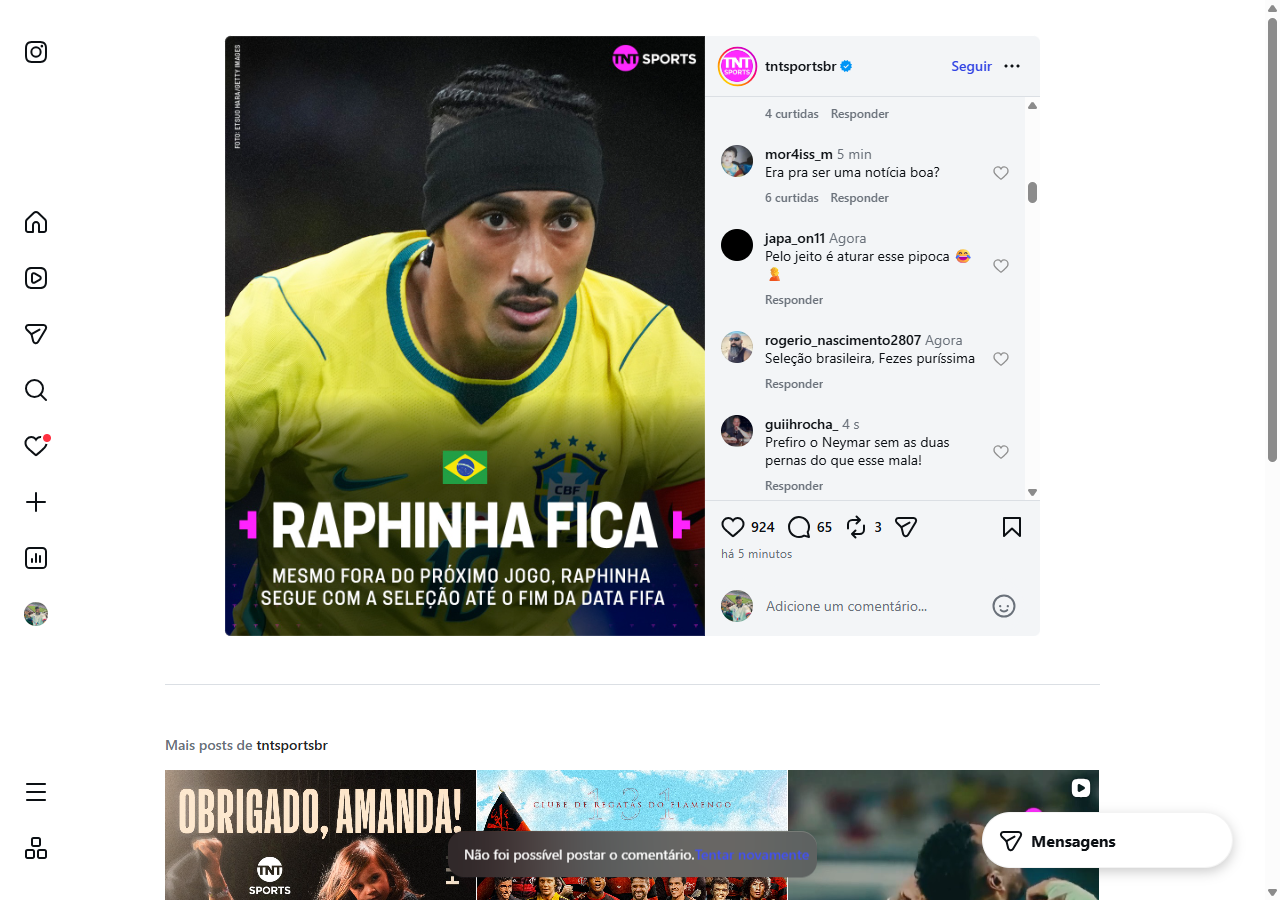 FOTO: ETSUO HARA/GETTY IMAGES
TNT SPORTS
RAPHINHA FICA
MESMO FORA DO PRÓXIMO JOGO, RAPHINHA
SEGUE COM A SELEÇÃO ATÉ O FIM DA DATA FIFA
CBF
BRASIL
10
TNT
SPORTS
tntsportsbr
Seguir
4 curtidas Responder
mor4iss_m 5 min
Era pra ser uma notícia boa?
6 curtidas Responder
japa_on11 Agora
Pelo jeito é aturar esse pipoca 😂
🤦
Responder
rogerio_nascimento2807 Agora
Seleção brasileira, Fezes puríssima
Responder
guiihrocha_ 4 s
Prefiro o Neymar sem as duas
pernas do que esse mala!
Responder
924 65 3
há 5 minutos
Adicione um comentário...
Mais posts de tntsportsbr
OBRIGADO, AMANDA!
TNT
SPORTS
131
CLUBE DE REGATAS DO FLAMENGO
Não foi possível postar o comentário. Tentar novamente
Mensagens